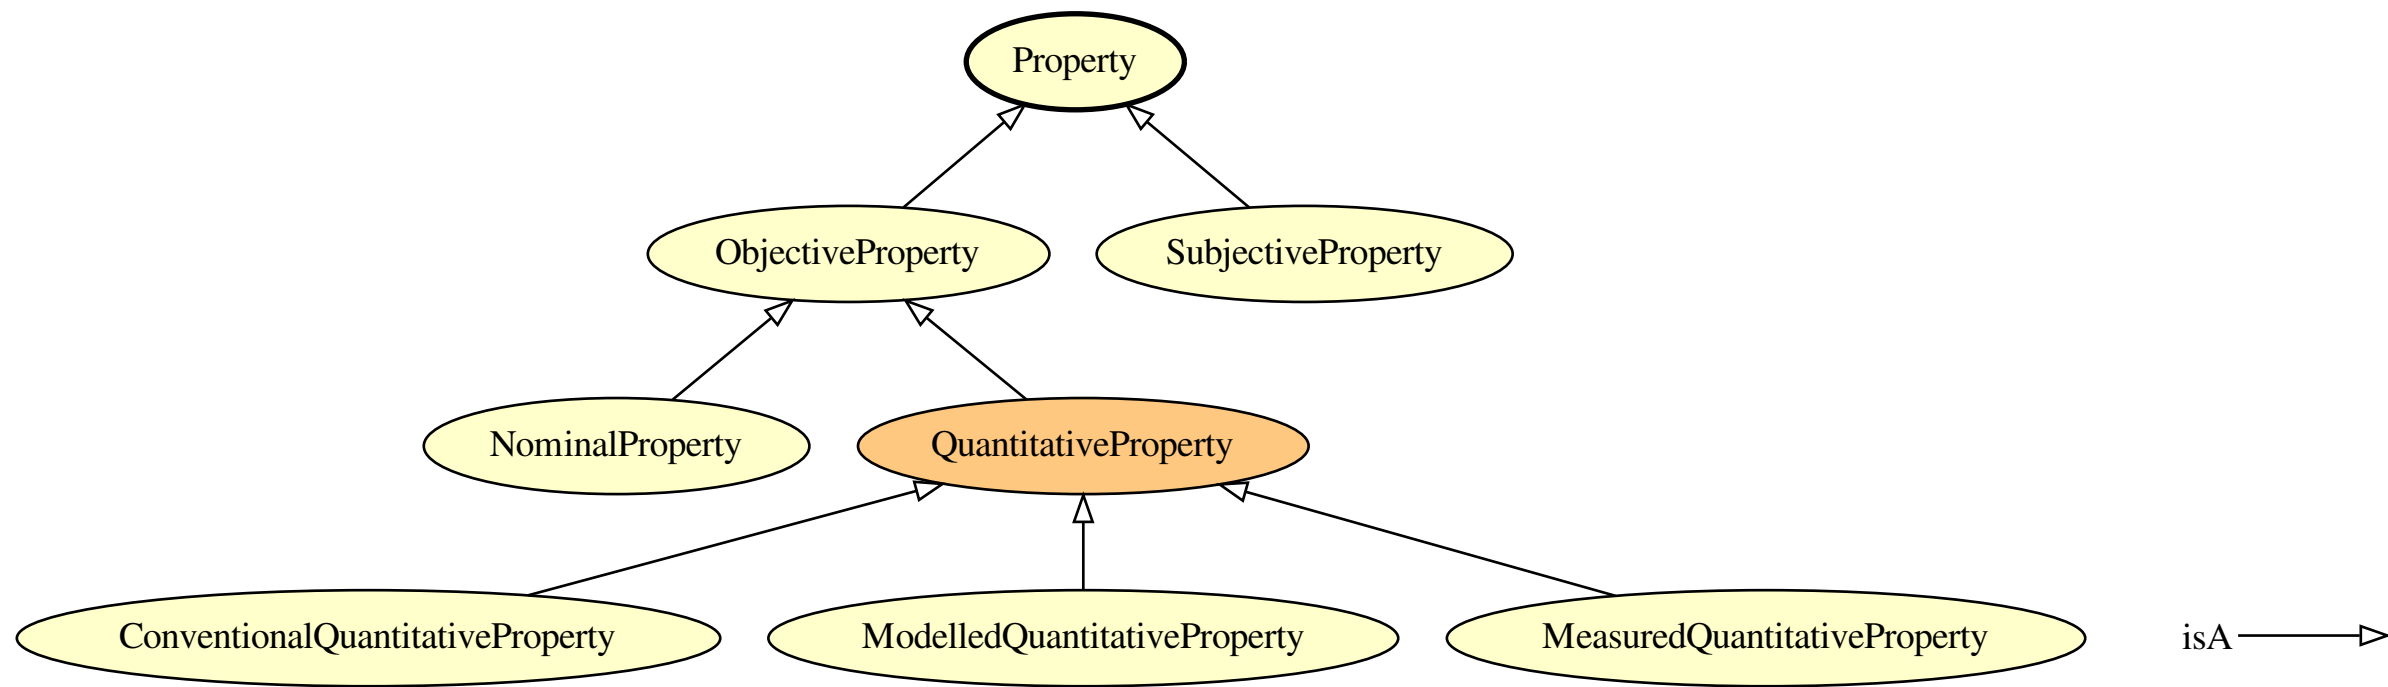 Property
ObjectiveProperty
SubjectiveProperty
NominalProperty
QuantitativeProperty
ConventionalQuantitativeProperty
ModelledQuantitativeProperty
MeasuredQuantitativeProperty
isA